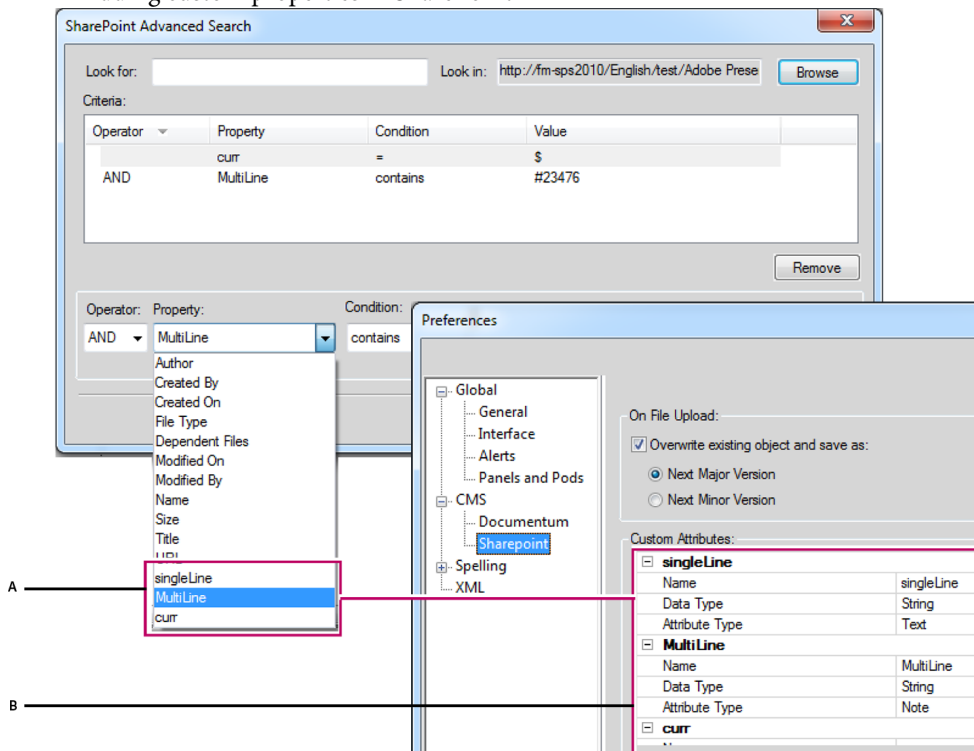 SharePoint Advanced Search
Look for: Look in: http://fm-sps2010/English/test/Adobe Prese Browse
Criteria:
Operator Property Condition Value
curr = $
AND MultiLine contains #23476
Remove
Operator: Property: Condition:
AND MultiLine contains
Author
Created By
Created On
File Type
Dependent Files
Modified On
Modified By
Name
Size
Title
URL
singleLine
MultiLine
curr
A
B
Preferences
Global
General
Interface
Alerts
Panels and Pods
CMS
Documentum
Sharepoint
Spelling
XML
On File Upload:
Overwrite existing object and save as:
Next Major Version
Next Minor Version
Custom Attributes:
singleLine
Name singleLine
Data Type String
Attribute Type Text
MultiLine
Name MultiLine
Data Type String
Attribute Type Note
curr